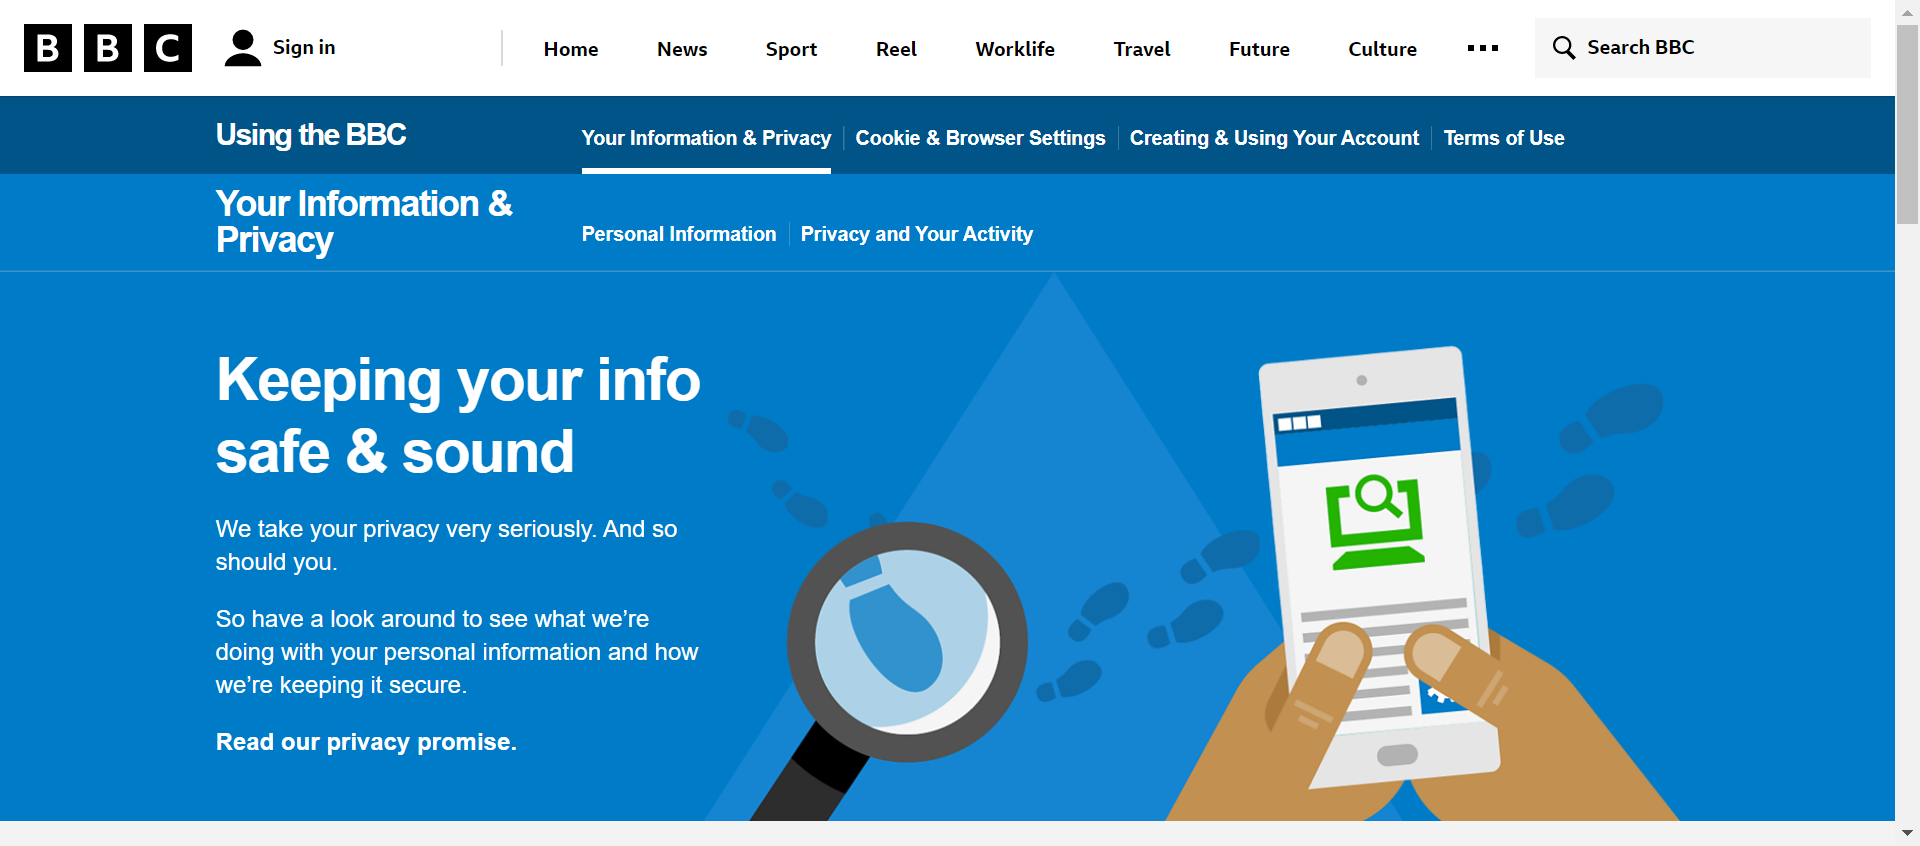 BBC
Sign in
Home
News
Sport
Reel
Worklife
Travel
Future
Culture
Search BBC
Using the BBC
Your Information & Privacy
Cookie & Browser Settings
Creating & Using Your Account
Terms of Use
Your Information &
Privacy
Personal Information
Privacy and Your Activity
Keeping your info
safe & sound
We take your privacy very seriously. And so
should you.
So have a look around to see what we’re
doing with your personal information and how
we’re keeping it secure.
Read our privacy promise.